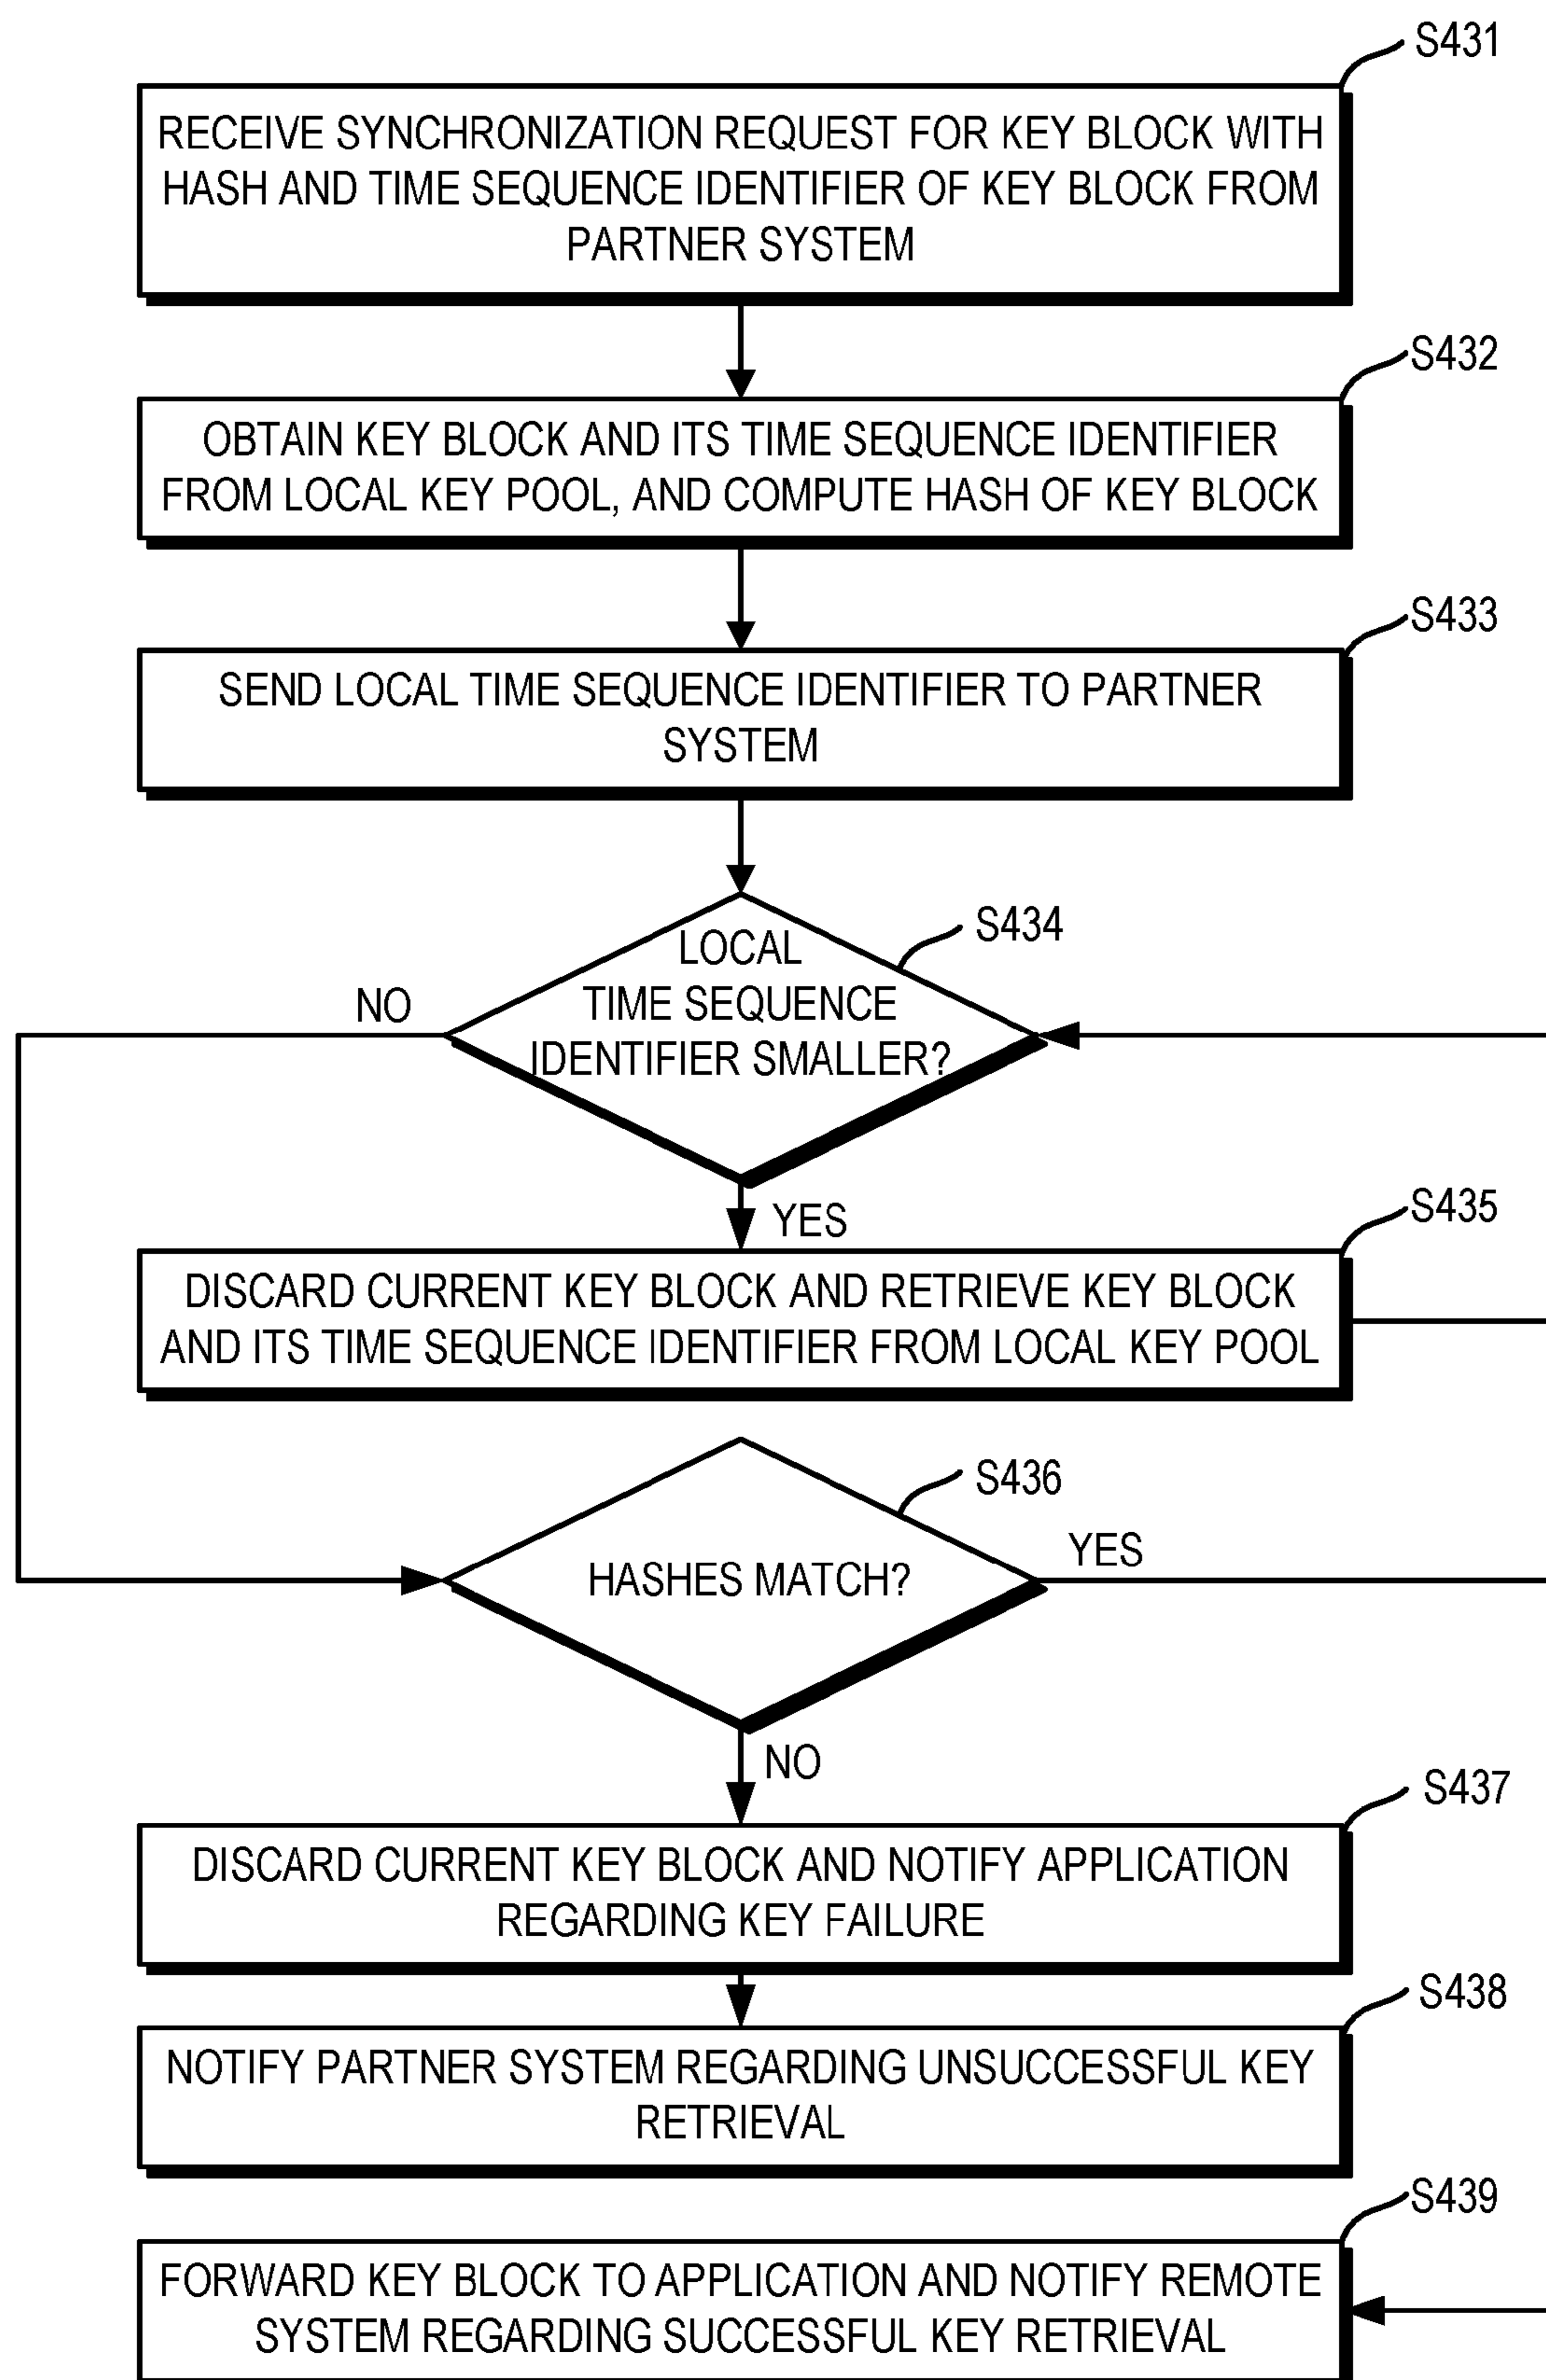 S431
RECEIVE SYNCHRONIZATION REQUEST FOR KEY BLOCK WITH
HASH AND TIME SEQUENCE IDENTIFIER OF KEY BLOCK FROM
PARTNER SYSTEM
S432
OBTAIN KEY BLOCK AND ITS TIME SEQUENCE IDENTIFIER
FROM LOCAL KEY POOL, AND COMPUTE HASH OF KEY BLOCK
S433
SEND LOCAL TIME SEQUENCE IDENTIFIER TO PARTNER
SYSTEM
S434
LOCAL
TIME SEQUENCE
IDENTIFIER SMALLER?
NO
YES
S435
DISCARD CURRENT KEY BLOCK AND RETRIEVE KEY BLOCK
AND ITS TIME SEQUENCE IDENTIFIER FROM LOCAL KEY POOL
S436
HASHES MATCH?
YES
NO
S437
DISCARD CURRENT KEY BLOCK AND NOTIFY APPLICATION
REGARDING KEY FAILURE
S438
NOTIFY PARTNER SYSTEM REGARDING UNSUCCESSFUL KEY
RETRIEVAL
S439
FORWARD KEY BLOCK TO APPLICATION AND NOTIFY REMOTE
SYSTEM REGARDING SUCCESSFUL KEY RETRIEVAL